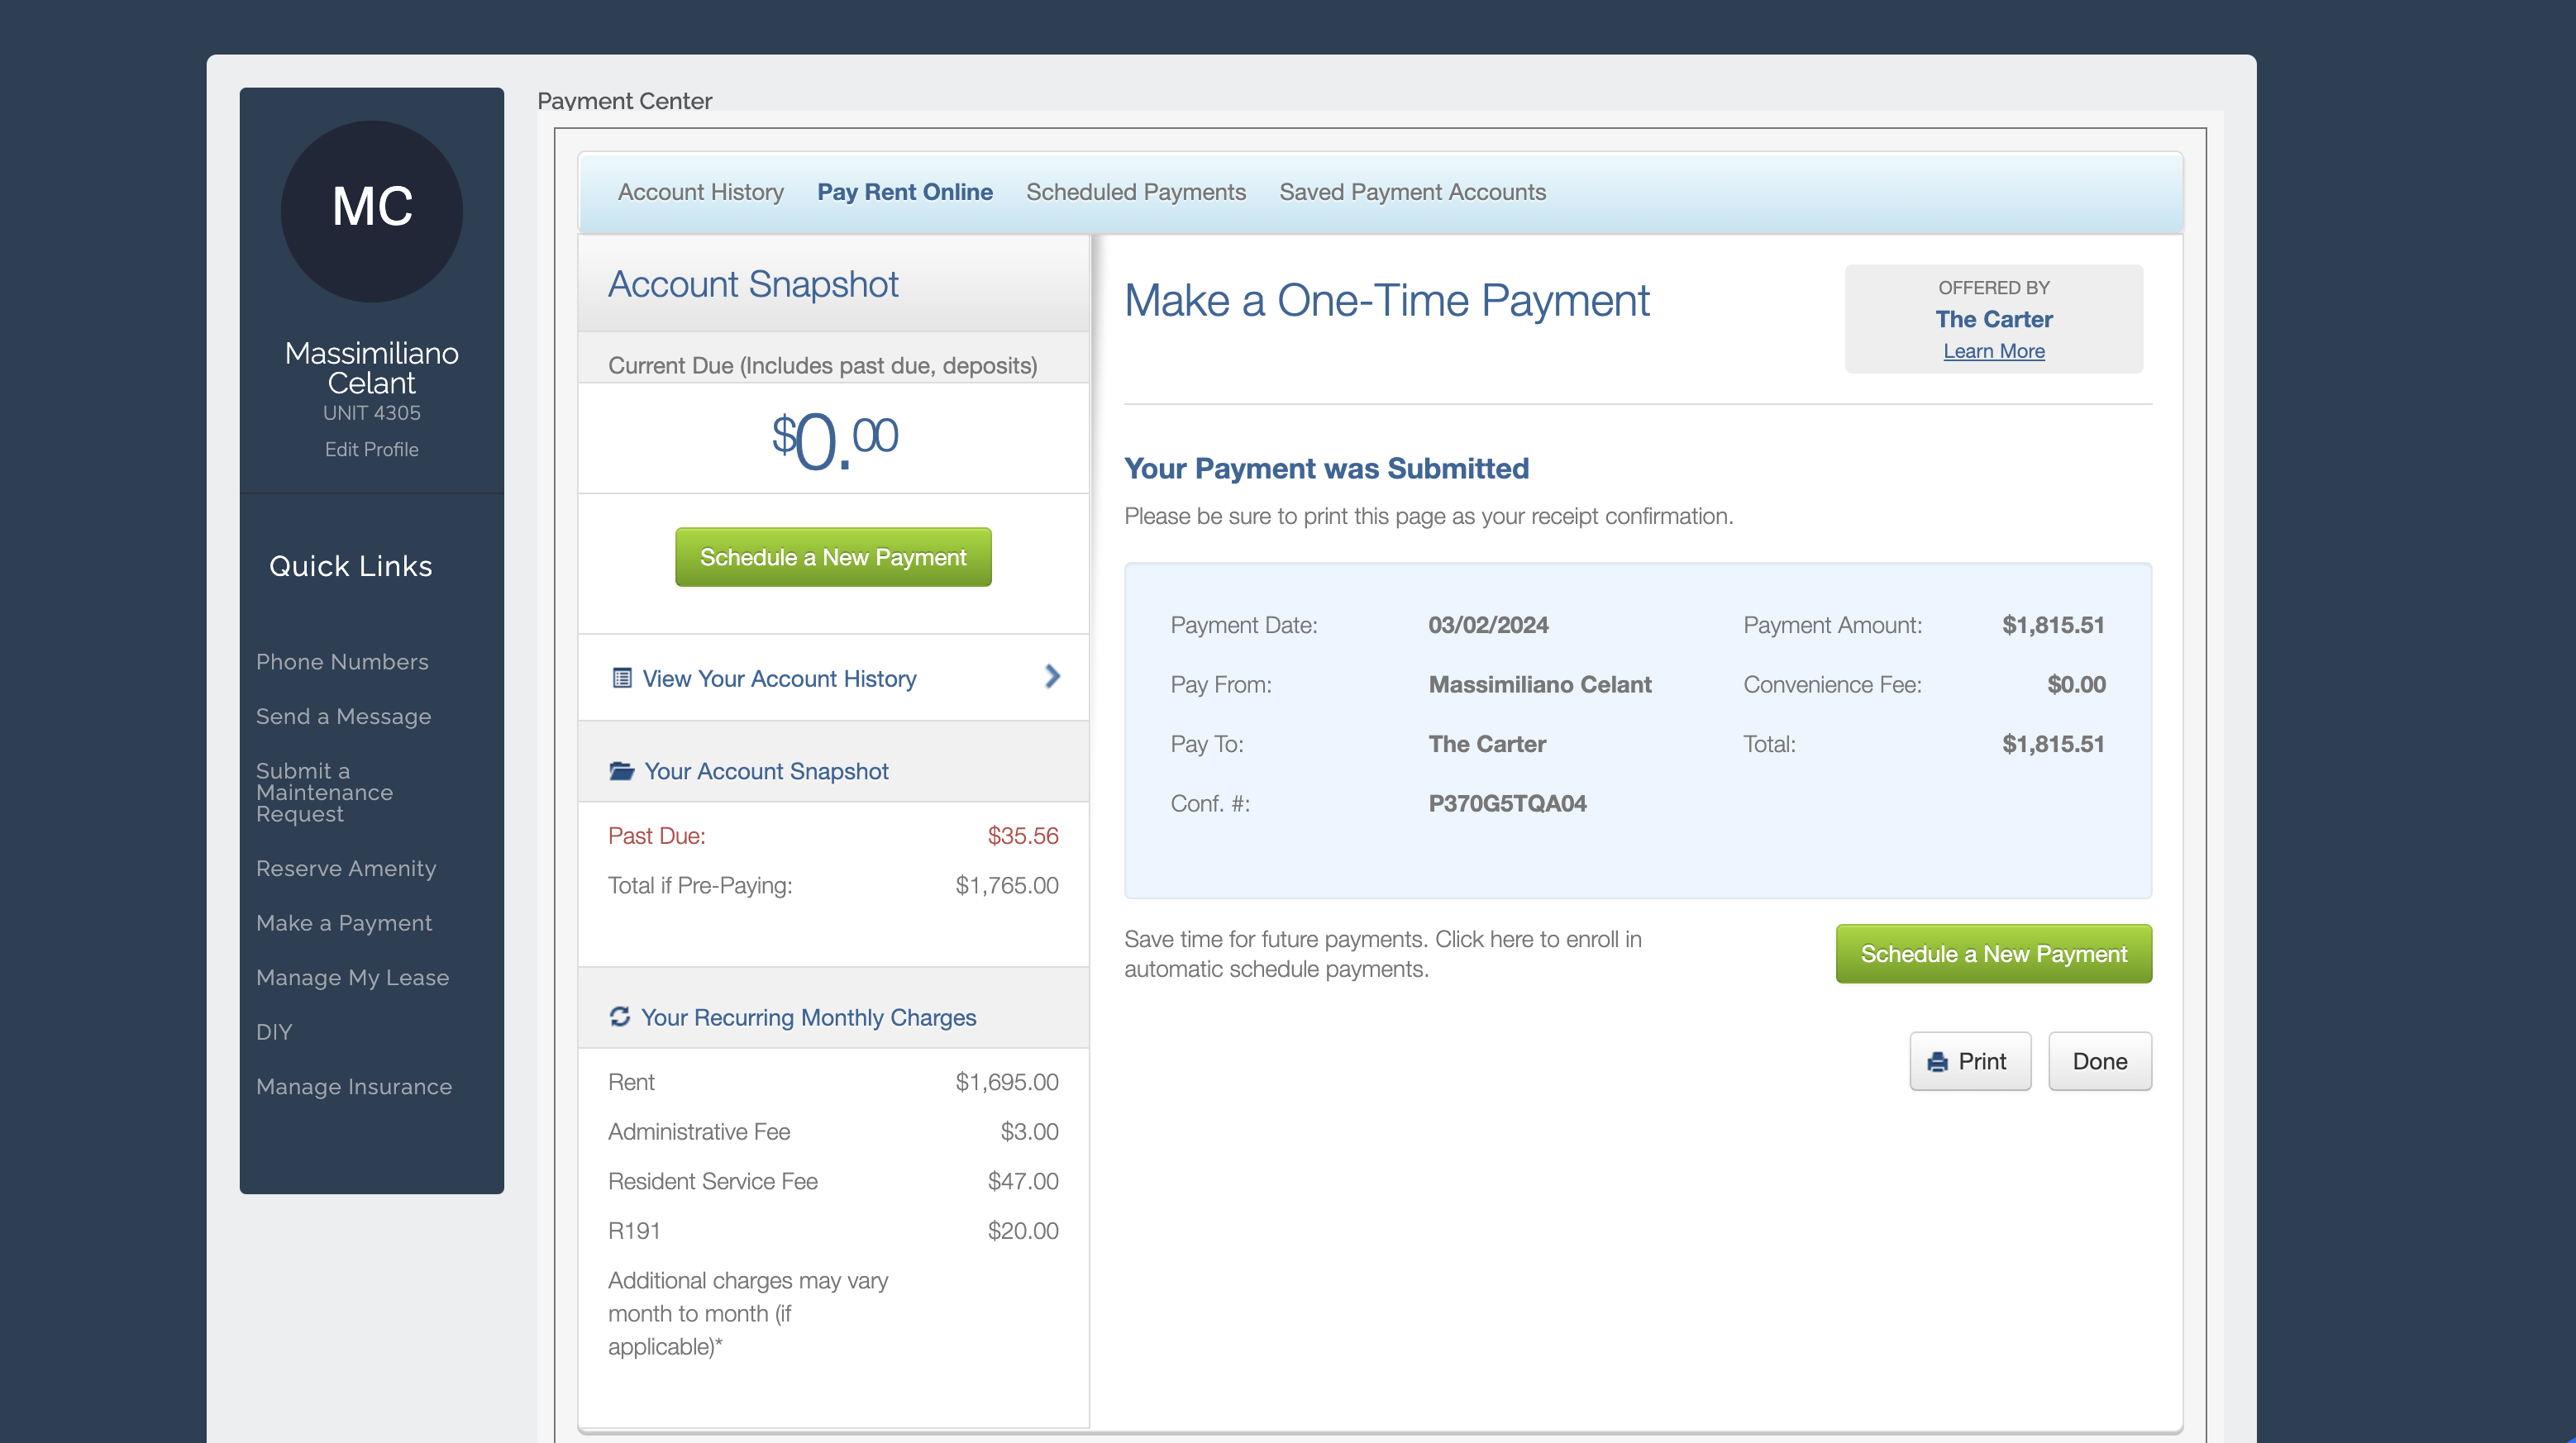 Payment Center
MC
Massimiliano
Celant
UNIT 4305
Edit Profile
Quick Links
Phone Numbers
Send a Message
Submit a
Maintenance
Request
Reserve Amenity
Make a Payment
Manage My Lease
DIY
Manage Insurance
Account History Pay Rent Online Scheduled Payments Saved Payment Accounts
Account Snapshot
Current Due (Includes past due, deposits)
$0.00
Schedule a New Payment
View Your Account History
Your Account Snapshot
Past Due: $35.56
Total if Pre-Paying: $1,765.00
Your Recurring Monthly Charges
Rent $1,695.00
Administrative Fee $3.00
Resident Service Fee $47.00
R191 $20.00
Additional charges may vary
month to month (if
applicable)*
Make a One-Time Payment
OFFERED BY
The Carter
Learn More
Your Payment was Submitted
Please be sure to print this page as your receipt confirmation.
Payment Date: 03/02/2024 Payment Amount: $1,815.51
Pay From: Massimiliano Celant Convenience Fee: $0.00
Pay To: The Carter Total: $1,815.51
Conf. #: P370G5TQA04
Save time for future payments. Click here to enroll in
automatic schedule payments.
Schedule a New Payment
Print Done